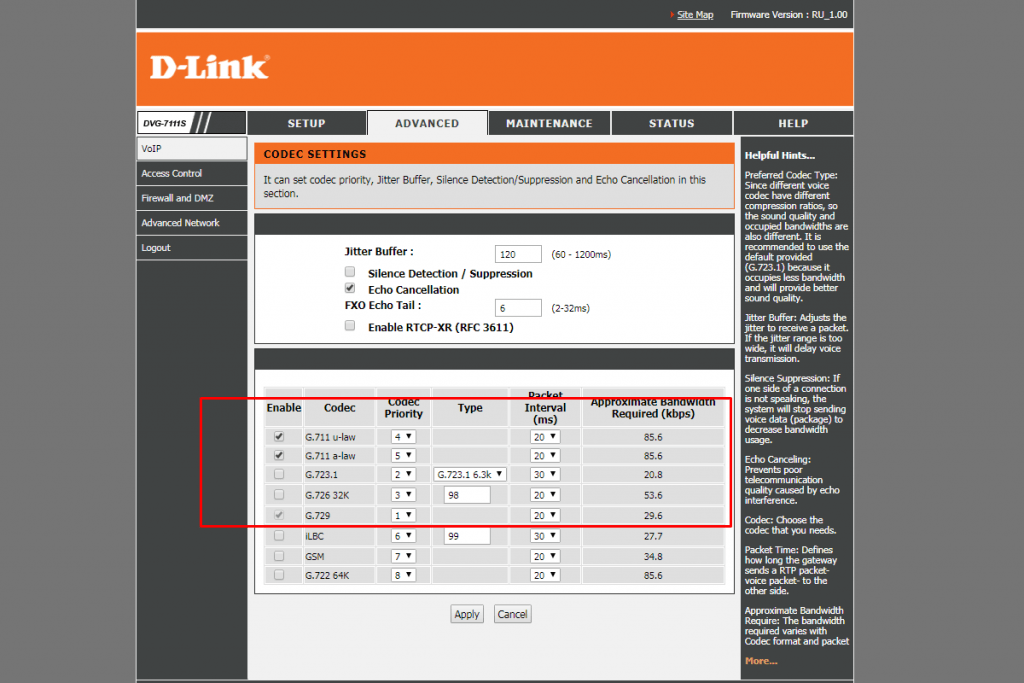 Site Map Firmware Version : RU_1.00
D-Link®
DVG-7111S SETUP ADVANCED MAINTENANCE STATUS HELP
VoIP
Access Control
Firewall and DMZ
Advanced Network
Logout
CODEC SETTINGS
It can set codec priority, Jitter Buffer, Silence Detection/Suppression and Echo Cancellation in this
section.
Jitter Buffer : 120 (60 - 1200ms)
Silence Detection / Suppression
Echo Cancellation
FXO Echo Tail : 6 (2-32ms)
Enable RTCP-XR (RFC 3611)
Enable Codec Codec Priority Type Packet Interval (ms) Approximate Bandwidth Required (kbps)
G.711 u-law 4 20 85.6
G.711 a-law 5 20 85.6
G.723.1 2 G.723.1 6.3k 30 20.8
G.726 32K 3 98 20 53.6
G.729 1 20 29.6
iLBC 6 99 30 27.7
GSM 7 20 34.8
G.722 64K 8 20 85.6
Apply Cancel
Helpful Hints...
Preferred Codec Type:
Since different voice
codec have different
compression ratios, so
the sound quality and
occupied bandwidths are
also different. It is
recommended to use the
default provided
(G.723.1) because it
occupies less bandwidth
and will provide better
sound quality.
Jitter Buffer: Adjusts the
jitter to receive a packet.
If the jitter range is too
wide, it will delay voice
transmission.
Silence Suppression: If
one side of a connection
is not speaking, the
system will stop sending
voice data (package) to
decrease bandwidth
usage.
Echo Canceling:
Prevents poor
telecommunication
quality caused by echo
interference.
Codec: Choose the
codec that you needs.
Packet Time: Defines
how long the gateway
sends a RTP packet-
voice packet- to the
other side.
Approximate Bandwidth
Require: The bandwidth
required varies with
Codec format and packet
More...